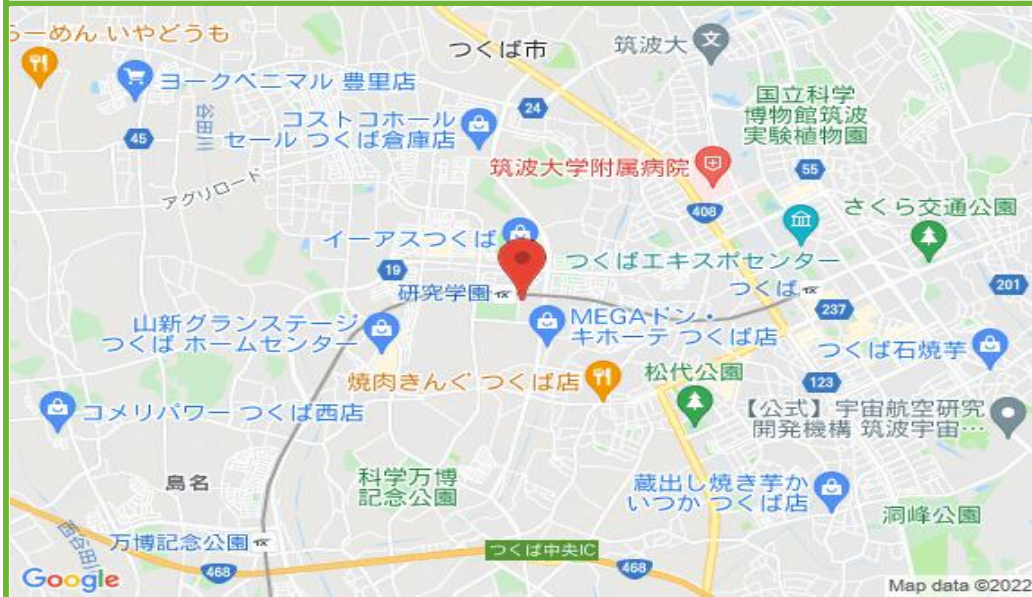 らーめん いやどうも
つくば市
筑波大
ヨークベニマル 豊里店
谷田川
24
国立科学
博物館筑波
実験植物園
コストコホール
セール つくば倉庫店
45
筑波大学附属病院
55
アグリロード
408
さくら交通公園
イーアスつくば
19
つくばエキスポセンター
研究学園
つくば
201
237
山新グランステージ
つくば ホームセンター
MEGAドン・
キホーテ つくば店
つくば石焼芋
焼肉きんぐ つくば店
松代公園
123
コメリパワー つくば西店
【公式】宇宙航空研究
開発機構 筑波宇宙…
島名
科学万博
記念公園
蔵出し焼き芋か
いつか つくば店
洞峰公園
西谷田川
万博記念公園
つくば中央IC
468
468
Google
Map data ©2022